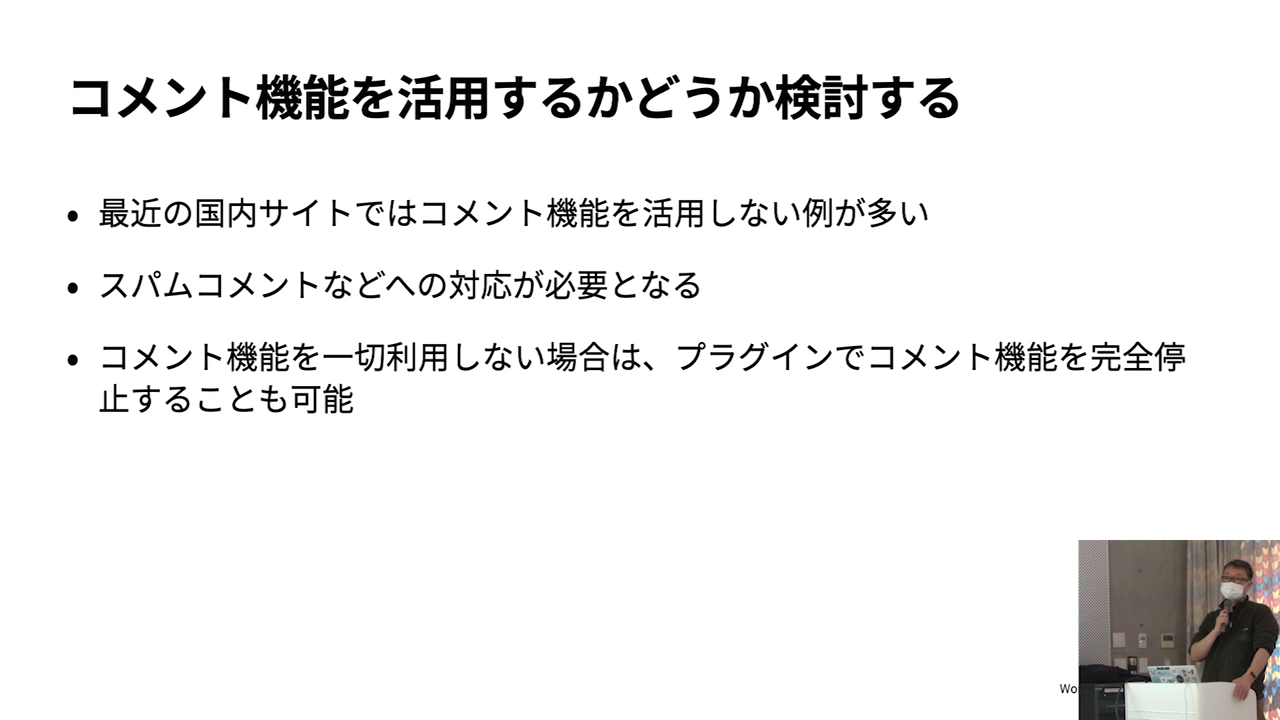 コメント機能を活用するかどうか検討する
• 最近の国内サイトではコメント機能を活用しない例が多い
• スパムコメントなどへの対応が必要となる
• コメント機能を一切利用しない場合は、プラグインでコメント機能を完全停
止することも可能